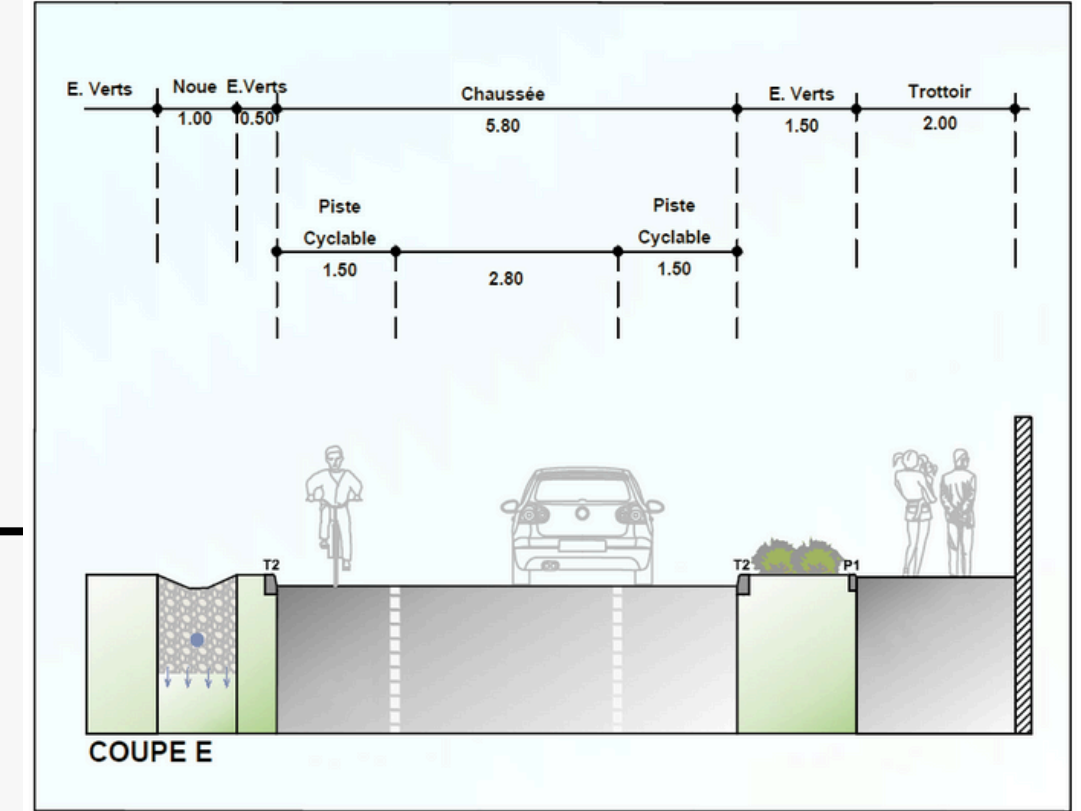 E. Verts Noue E.Verts Chaussée E. Verts Trottoir
1.00 0.50 5.80 1.50 2.00
Piste Piste
Cyclable Cyclable
1.50 2.80 1.50
T2 T2 P1
COUPE E